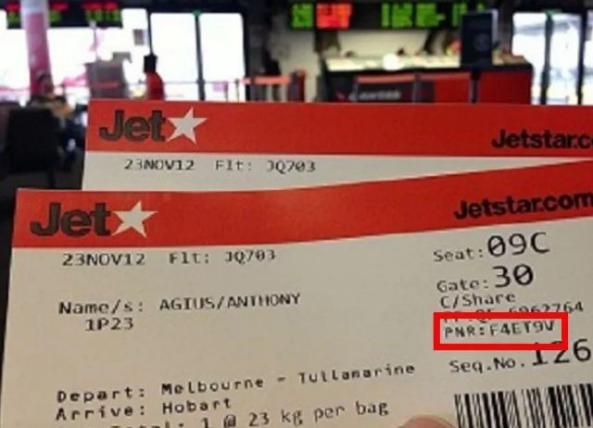 Jet
Jetstar.c
23NOV12 Flt: JQ703
Jet
Jetstar.com
23NOV12 Flt: JQ703
Seat: 09C
Gate: 30
Name/s: AGIUS/ANTHONY
C/Share
1P23
6962764
PNR: F4ET9V
Seq.No. 126
Depart: Melbourne - Tullamarine
Arrive: Hobart
1 @ 23 kg per bag